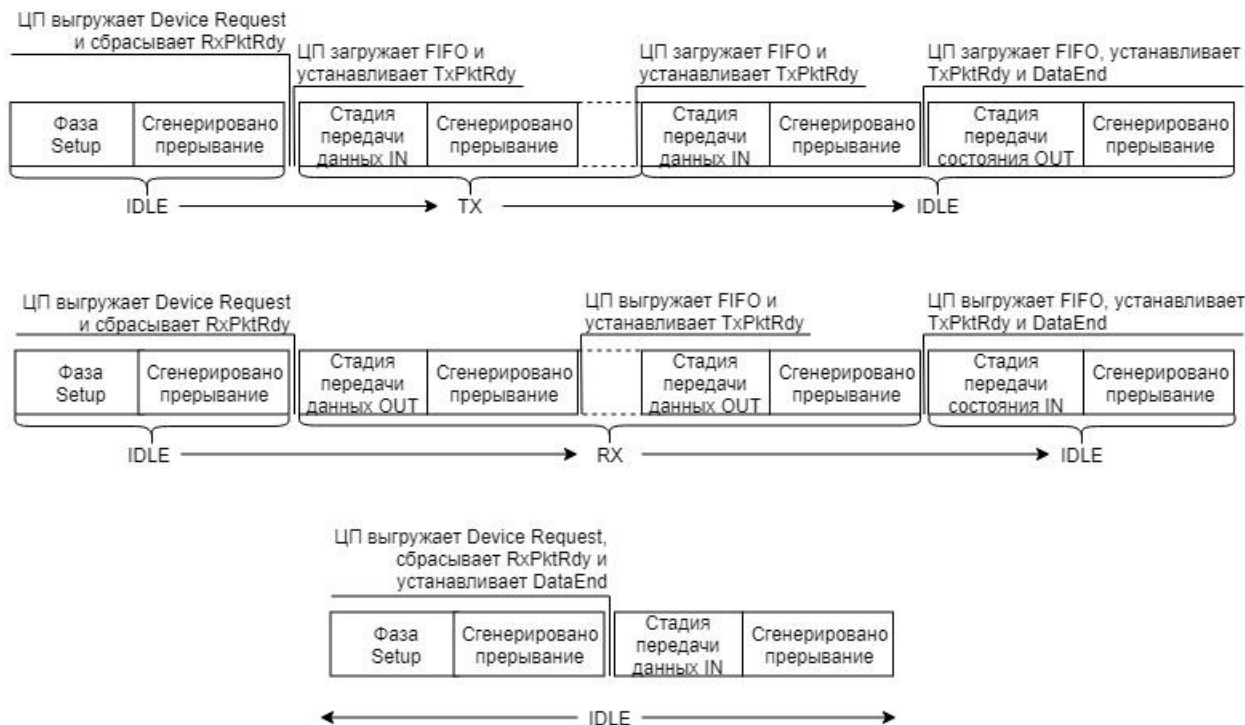 ЦП выгружает Device Request
и сбрасывает RxPktRdy
ЦП загружает FIFO и
устанавливает TxPktRdy
ЦП загружает FIFO и
устанавливает TxPktRdy
ЦП загружает FIFO, устанавливает
TxPktRdy и DataEnd
Фаза
Setup
Сгенерировано
прерывание
Стадия
передачи
данных IN
Сгенерировано
прерывание
Стадия
передачи
данных IN
Сгенерировано
прерывание
Стадия
передачи
состояния OUT
Сгенерировано
прерывание
IDLE
TX
IDLE
ЦП выгружает Device Request
и сбрасывает RxPktRdy
ЦП выгружает FIFO и
устанавливает TxPktRdy
ЦП выгружает FIFO, устанавливает
TxPktRdy и DataEnd
Фаза
Setup
Сгенерировано
прерывание
Стадия
передачи
данных OUT
Сгенерировано
прерывание
Стадия
передачи
данных OUT
Сгенерировано
прерывание
Стадия
передачи
состояния IN
Сгенерировано
прерывание
IDLE
RX
IDLE
ЦП выгружает Device Request,
сбрасывает RxPktRdy и
устанавливает DataEnd
Фаза
Setup
Сгенерировано
прерывание
Стадия
передачи
данных IN
Сгенерировано
прерывание
IDLE